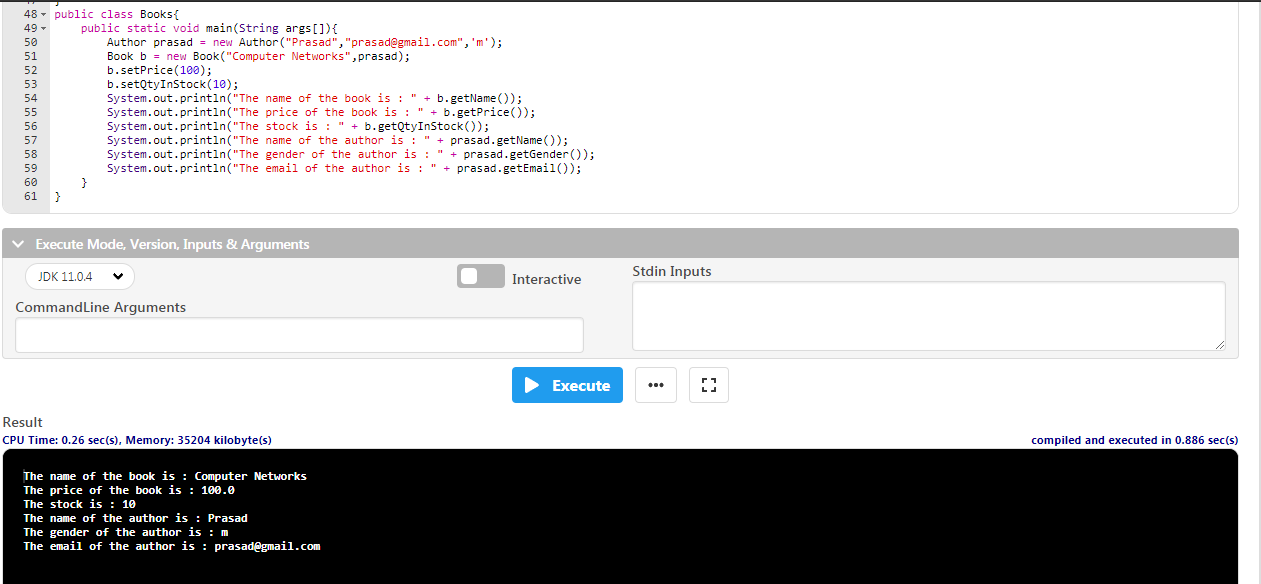 48 public class Books{
49 public static void main(String args[]){
50 Author prasad = new Author("Prasad","prasad@gmail.com",'m');
51 Book b = new Book("Computer Networks",prasad);
52 b.setPrice(100);
53 b.setQtyInStock(10);
54 System.out.println("The name of the book is : " + b.getName());
55 System.out.println("The price of the book is : " + b.getPrice());
56 System.out.println("The stock is : " + b.getQtyInStock());
57 System.out.println("The name of the author is : " + prasad.getName());
58 System.out.println("The gender of the author is : " + prasad.getGender());
59 System.out.println("The email of the author is : " + prasad.getEmail());
60 }
61 }
Execute Mode, Version, Inputs & Arguments
JDK 11.0.4
Interactive
Stdin Inputs
CommandLine Arguments
Execute
Result
CPU Time: 0.26 sec(s), Memory: 35204 kilobyte(s)
compiled and executed in 0.886 sec(s)
The name of the book is : Computer Networks
The price of the book is : 100.0
The stock is : 10
The name of the author is : Prasad
The gender of the author is : m
The email of the author is : prasad@gmail.com